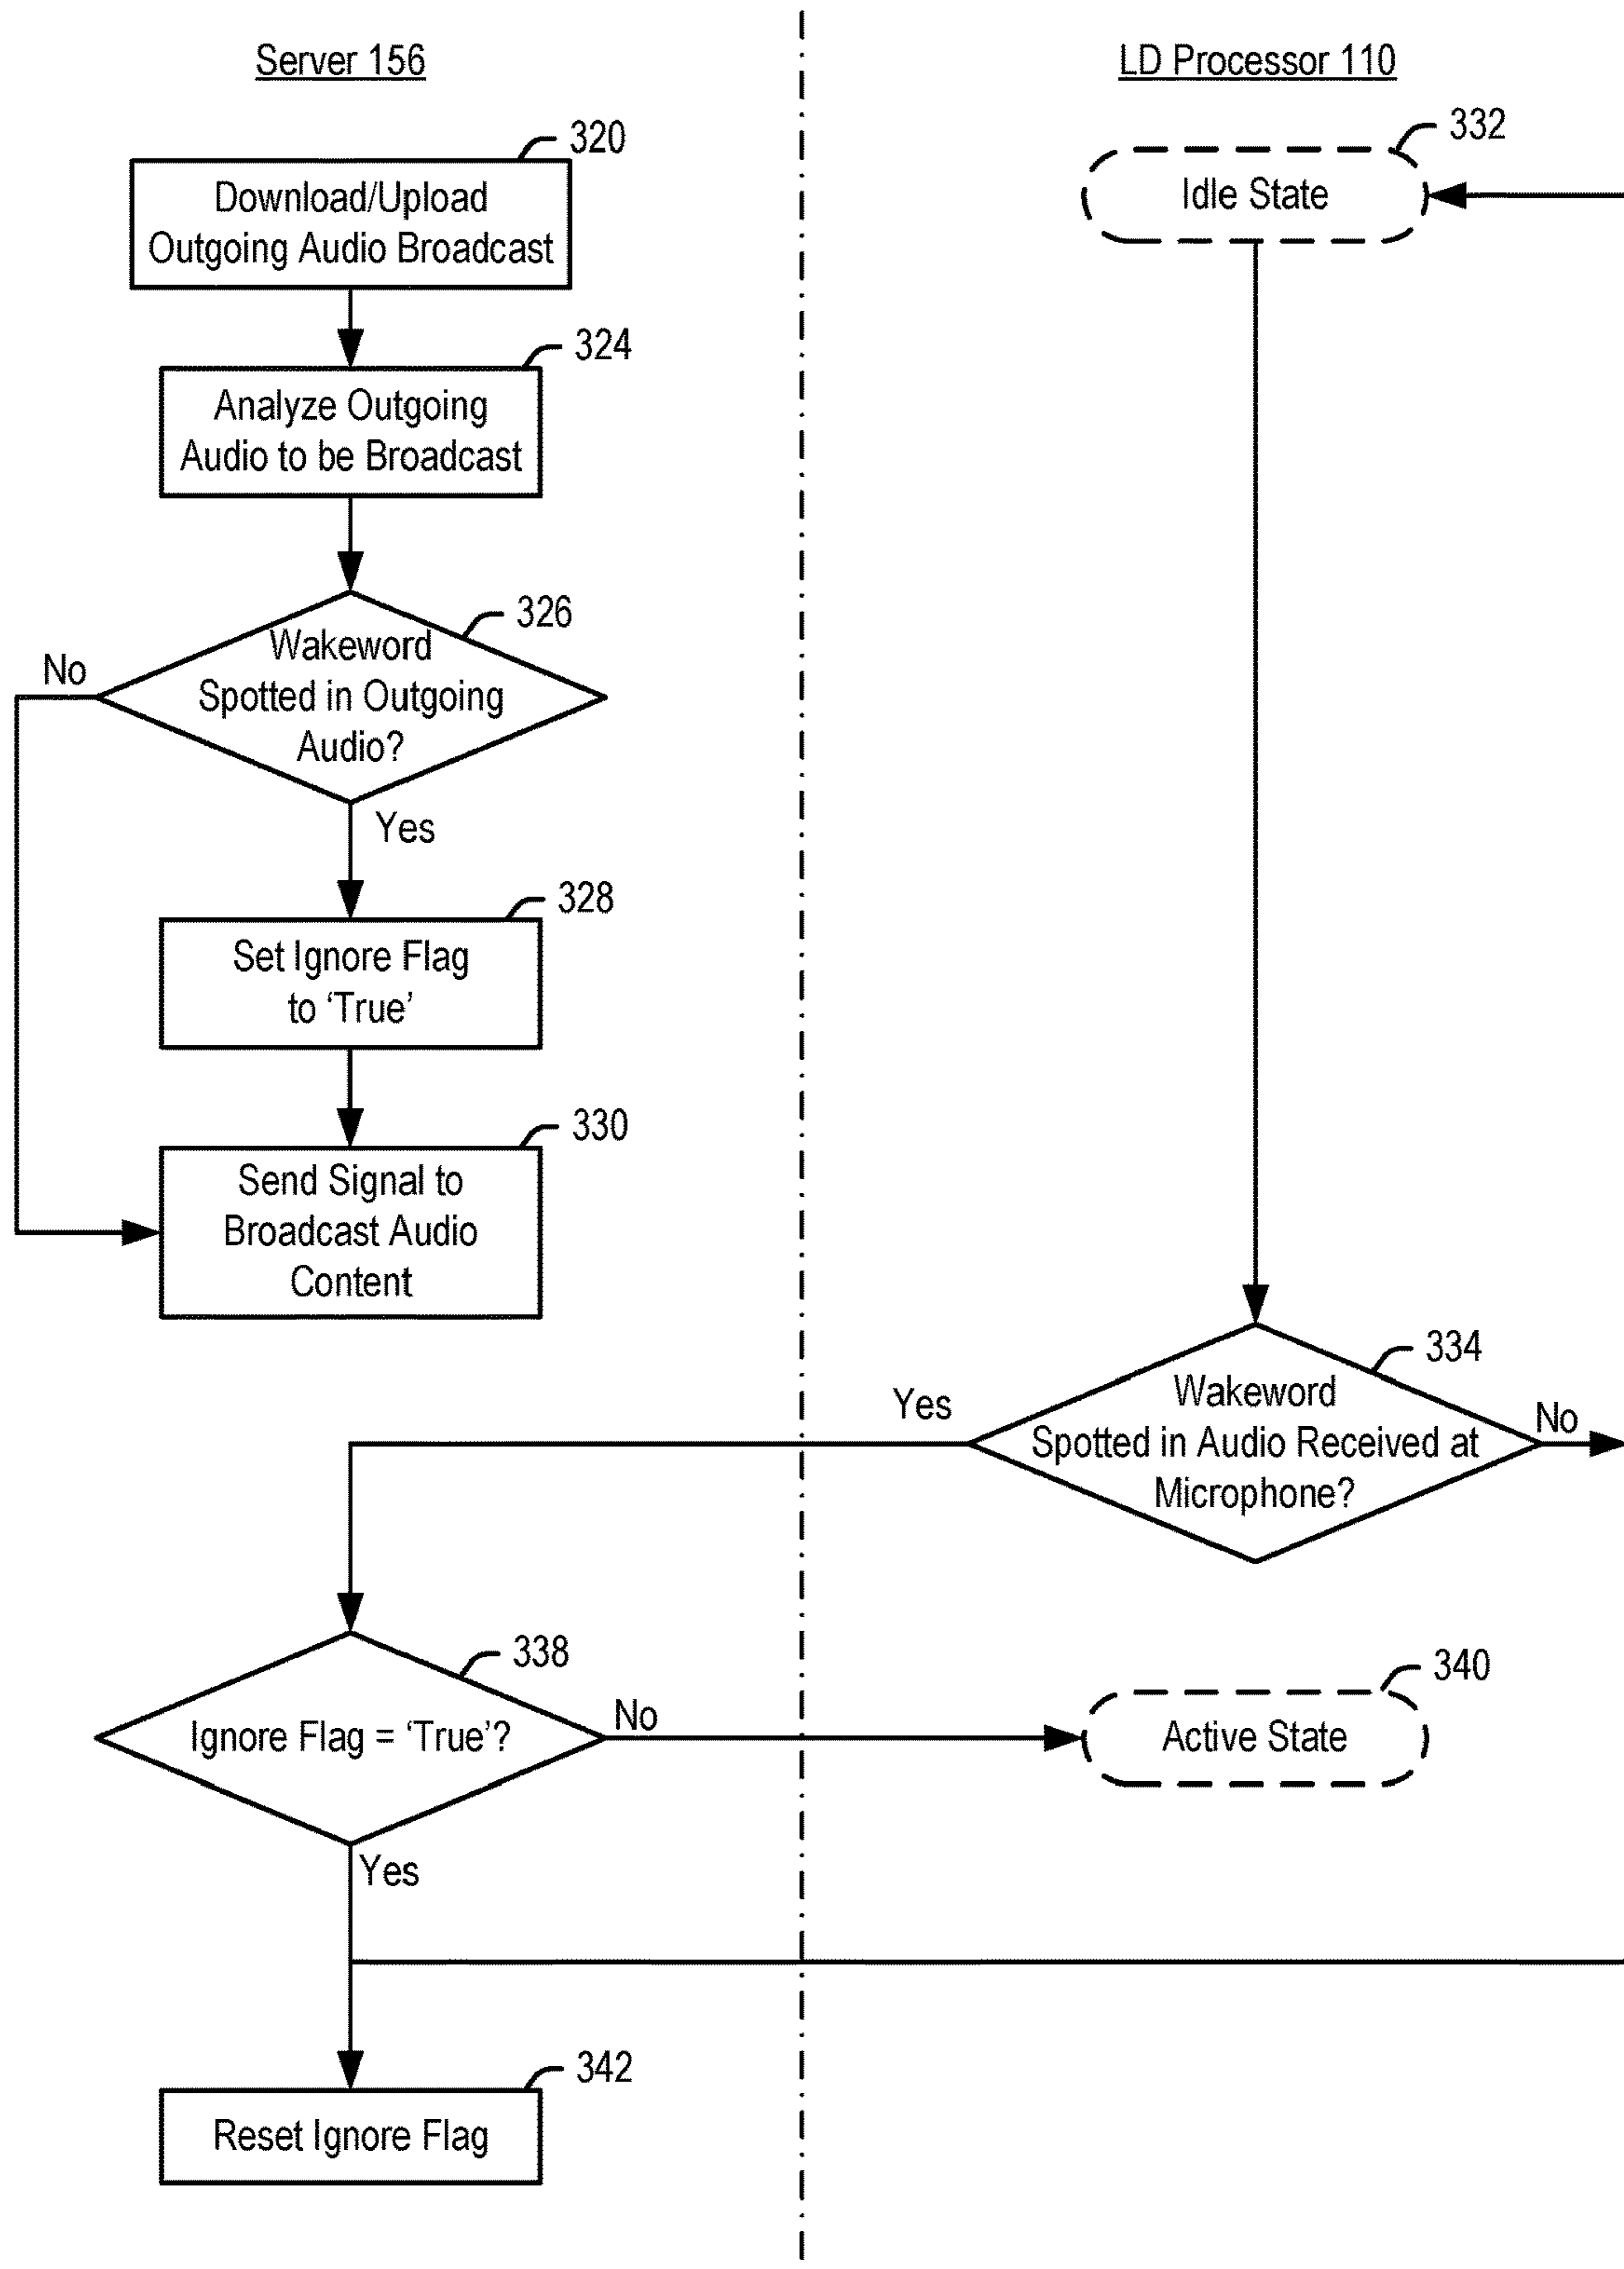 Server 156
LD Processor 110
320
Download/Upload
Outgoing Audio Broadcast
332
Idle State
324
Analyze Outgoing
Audio to be Broadcast
326
Wakeword
Spotted in Outgoing
Audio?
No
Yes
328
Set Ignore Flag
to ‘True’
330
Send Signal to
Broadcast Audio
Content
334
Wakeword
Spotted in Audio Received at
Microphone?
Yes
No
338
Ignore Flag = ‘True’?
No
Yes
340
Active State
342
Reset Ignore Flag